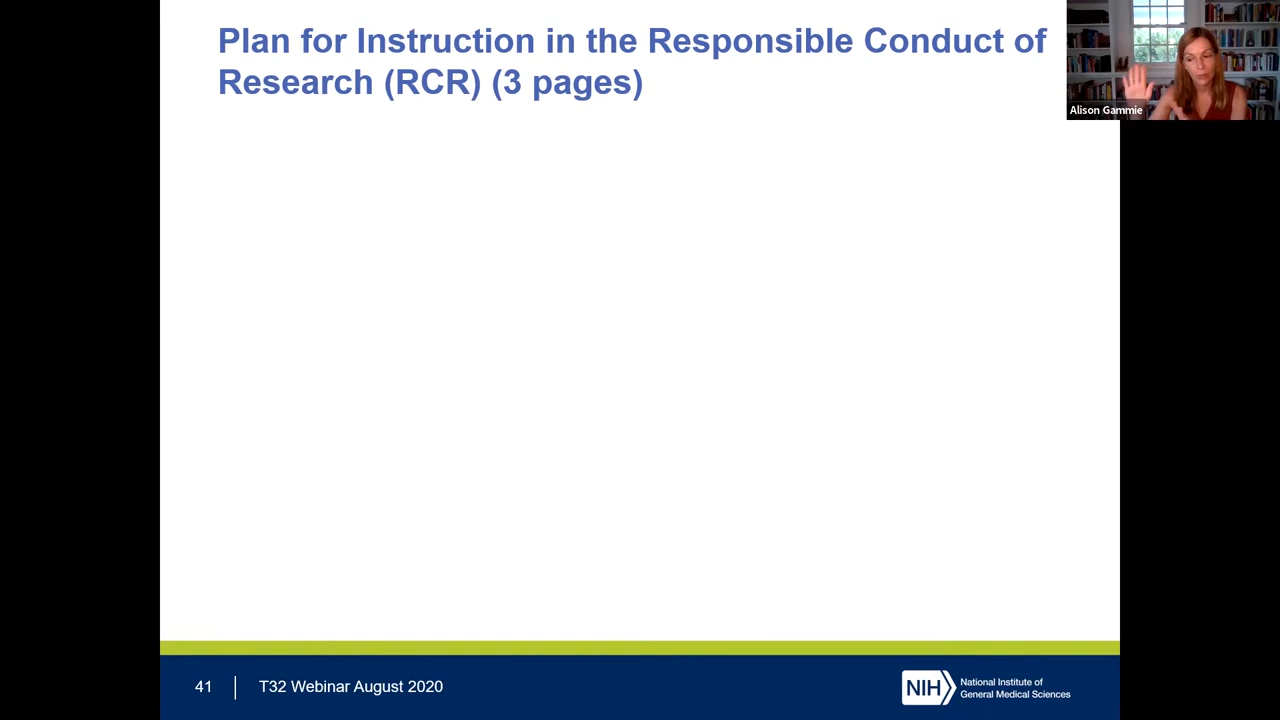 Plan for Instruction in the Responsible Conduct of
Research (RCR) (3 pages)
Alison Gammie
41
T32 Webinar August 2020
NIH
National Institute of
General Medical Sciences